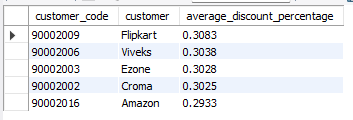 customer_code customer average_discount_percentage
90002009 Flipkart 0.3083
90002006 Viveks 0.3038
90002003 Ezone 0.3028
90002002 Croma 0.3025
90002016 Amazon 0.2933